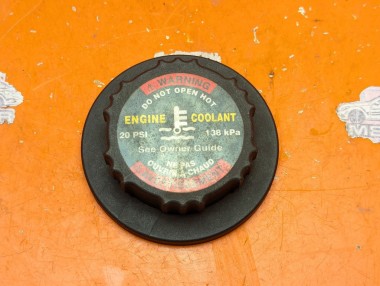 WARNING
DO NOT OPEN HOT
ENGINE COOLANT
20 PSI 138 kPa
See Owner Guide
NE PAS
OUVRIR A CHAUD